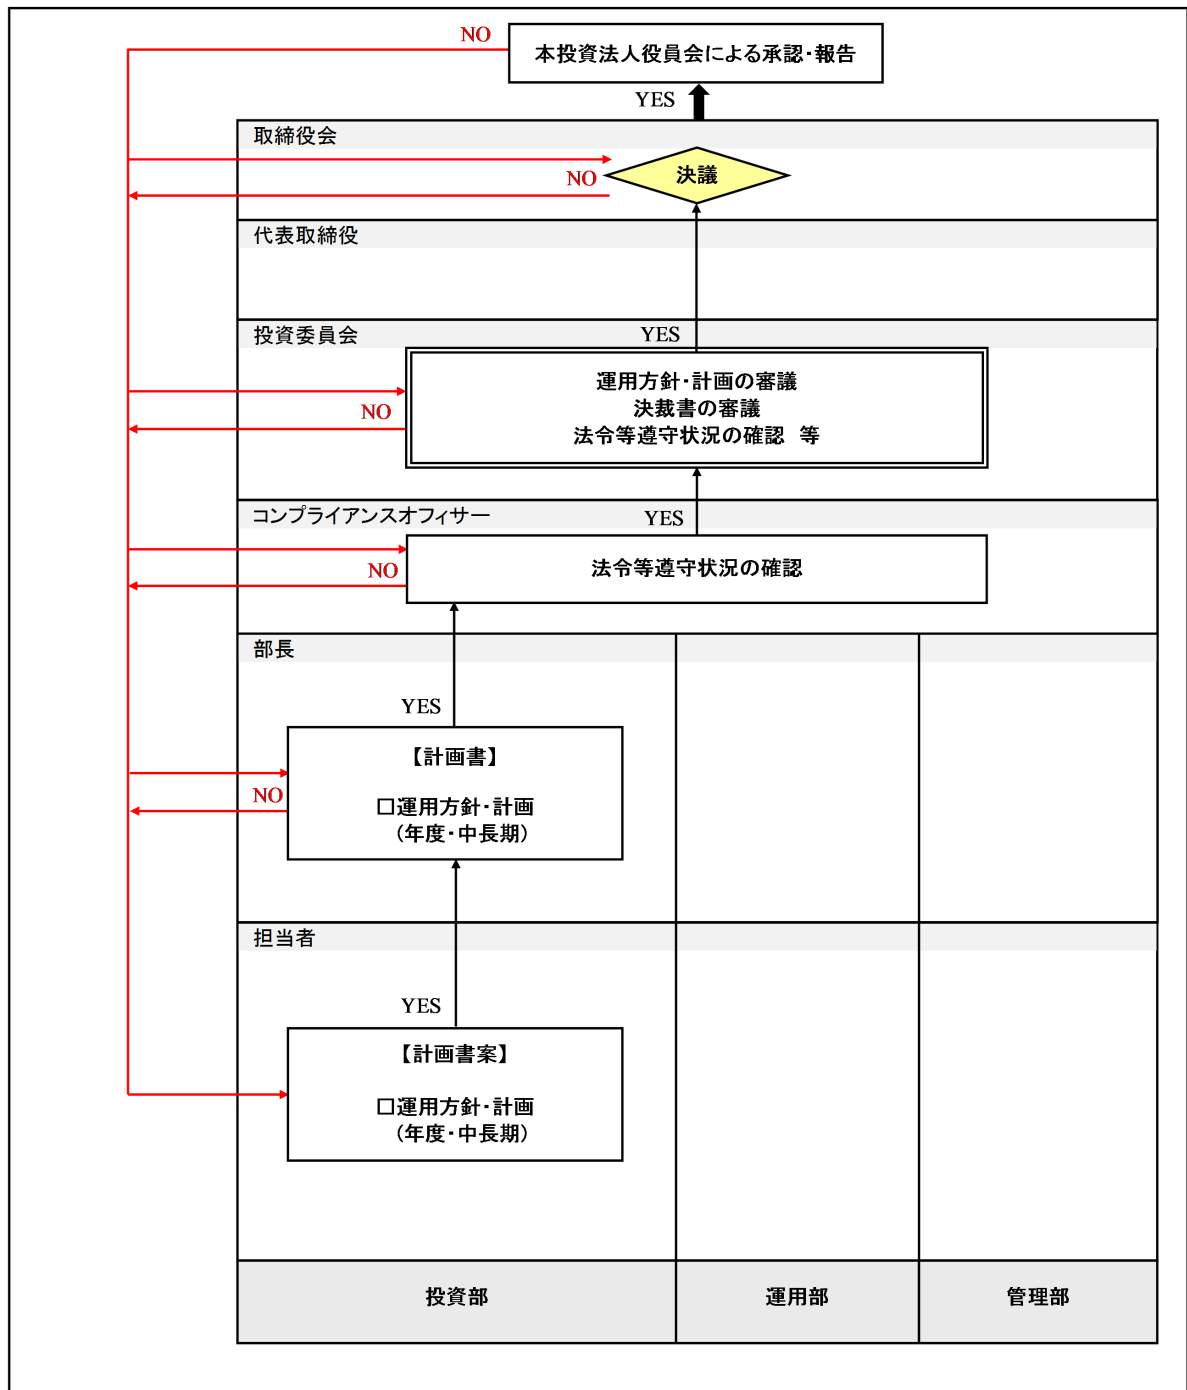 NO
本投資法人役員会による承認・報告
YES
取締役会
決議
NO
代表取締役
投資委員会
YES
運用方針・計画の審議
決裁書の審議
法令等遵守状況の確認 等
NO
コンプライアンスオフィサー
YES
法令等遵守状況の確認
NO
部長
YES
【計画書】
□運用方針・計画
（年度・中長期）
NO
担当者
YES
【計画書案】
□運用方針・計画
（年度・中長期）
投資部
運用部
管理部